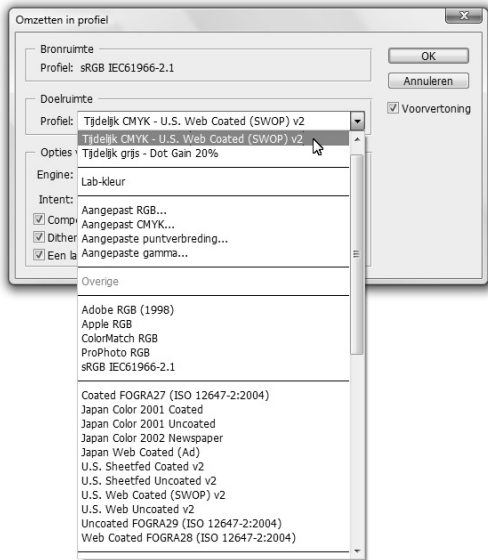 Omzetten in profiel
Bronruimte
Profiel: sRGB IEC61966-2.1
OK
Annuleren
Voorvertoning
Doelruimte
Profiel: Tijdelijk CMYK - U.S. Web Coated (SWOP) v2
Tijdelijk CMYK - U.S. Web Coated (SWOP) v2
Tijdelijk grijs - Dot Gain 20%
Lab-kleur
Aangepast RGB...
Aangepast CMYK...
Aangepaste puntverbreding...
Aangepaste gamma...
Overige
Adobe RGB (1998)
Apple RGB
ColorMatch RGB
ProPhoto RGB
sRGB IEC61966-2.1
Coated FOGRA27 (ISO 12647-2:2004)
Japan Color 2001 Coated
Japan Color 2001 Uncoated
Japan Color 2002 Newspaper
Japan Web Coated (Ad)
U.S. Sheetfed Coated v2
U.S. Sheetfed Uncoated v2
U.S. Web Coated (SWOP) v2
U.S. Web Uncoated v2
Uncoated FOGRA29 (ISO 12647-2:2004)
Web Coated FOGRA28 (ISO 12647-2:2004)
Opties
Engine:
Intent:
Compe
Dither
Een la